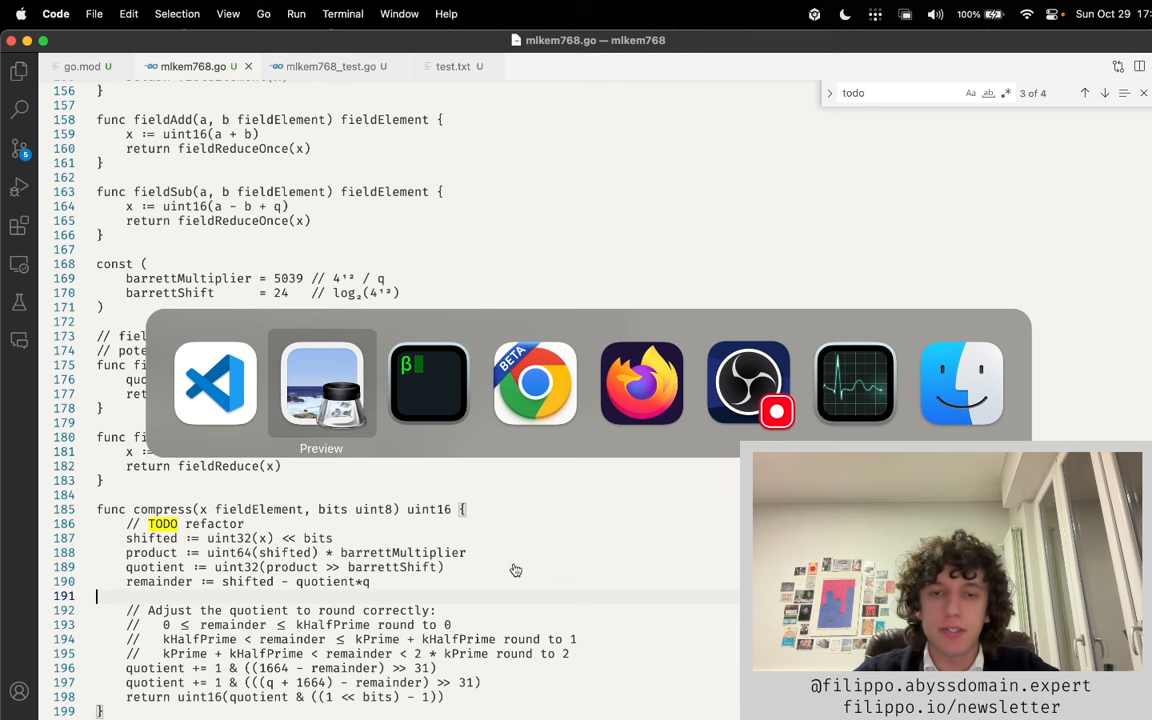 Code File Edit Selection View Go Run Terminal Window Help 100% Sun Oct 29 17:
mlkem768.go — mlkem768
go.mod U mlkem768.go U mlkem768_test.go U test.txt U
todo Aa ab 3 of 4
156 }
157
158 func fieldAdd(a, b fieldElement) fieldElement {
159 x := uint16(a + b)
160 return fieldReduceOnce(x)
161 }
162
163 func fieldSub(a, b fieldElement) fieldElement {
164 x := uint16(a - b + q)
165 return fieldReduceOnce(x)
166 }
167
168 const (
169 barrettMultiplier = 5039 // 4¹² / q
170 barrettShift = 24 // log₂(4¹²)
171 )
172
173 // fiel
174 // pote
175 func fi
176 quo
177 ret
178 }
179
180 func fi
181 x :=
182 return fieldReduce(x)
183 }
184
185 func compress(x fieldElement, bits uint8) uint16 {
186 // TODO refactor
187 shifted := uint32(x) << bits
188 product := uint64(shifted) * barrettMultiplier
189 quotient := uint32(product >> barrettShift)
190 remainder := shifted - quotient*q
191
192 // Adjust the quotient to round correctly:
193 // 0 ≤ remainder ≤ kHalfPrime round to 0
194 // kHalfPrime < remainder ≤ kPrime + kHalfPrime round to 1
195 // kPrime + kHalfPrime < remainder < 2 * kPrime round to 2
196 quotient += 1 & ((1664 - remainder) >> 31)
197 quotient += 1 & (((q + 1664) - remainder) >> 31)
198 return uint16(quotient & ((1 << bits) - 1))
199 }
5
β
BETA
Preview
@filippo.abyssdomain.expert
filippo.io/newsletter